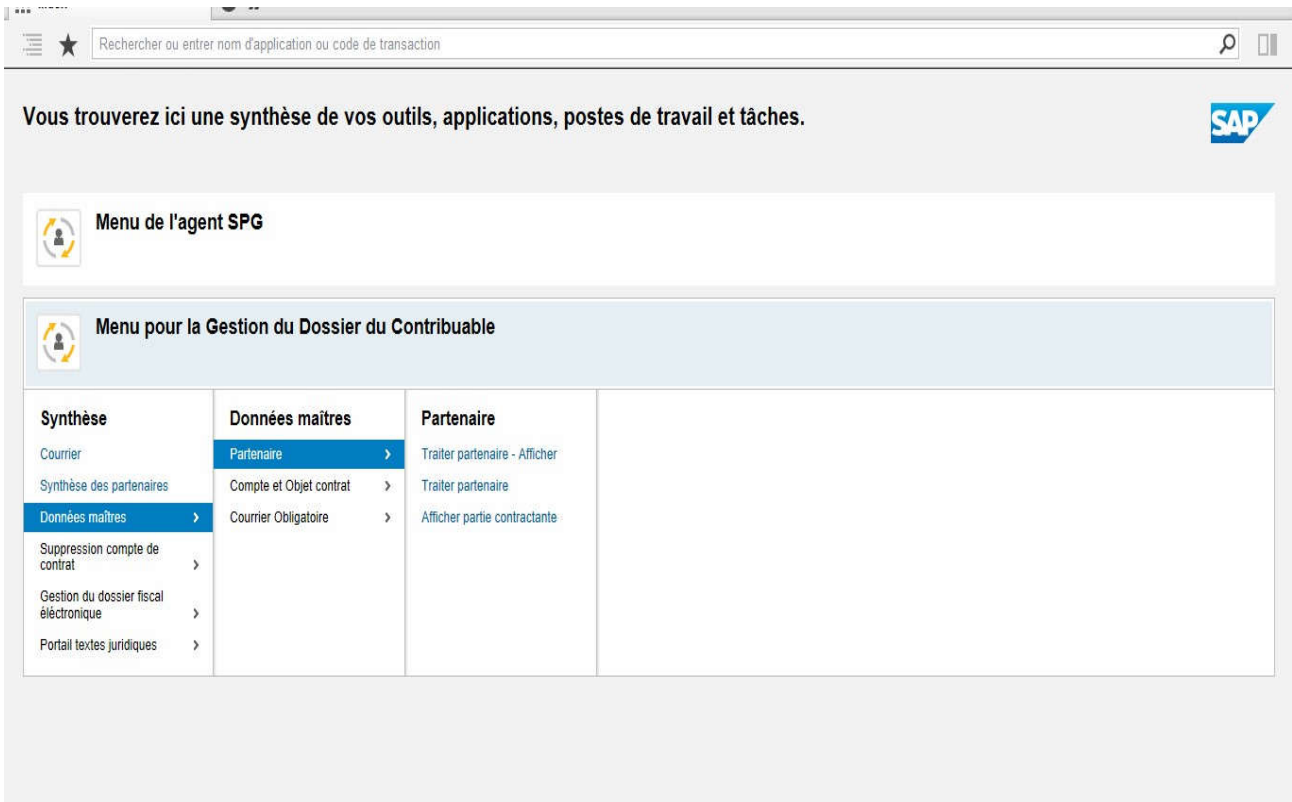 Rechercher ou entrer nom d'application ou code de transaction
Vous trouverez ici une synthèse de vos outils, applications, postes de travail et tâches.
SAP
Menu de l'agent SPG
Menu pour la Gestion du Dossier du Contribuable
Synthèse
Courrier
Synthèse des partenaires
Données maîtres
Suppression compte de
contrat
Gestion du dossier fiscal
éléctronique
Portail textes juridiques
Données maîtres
Partenaire
Compte et Objet contrat
Courrier Obligatoire
Partenaire
Traiter partenaire - Afficher
Traiter partenaire
Afficher partie contractante